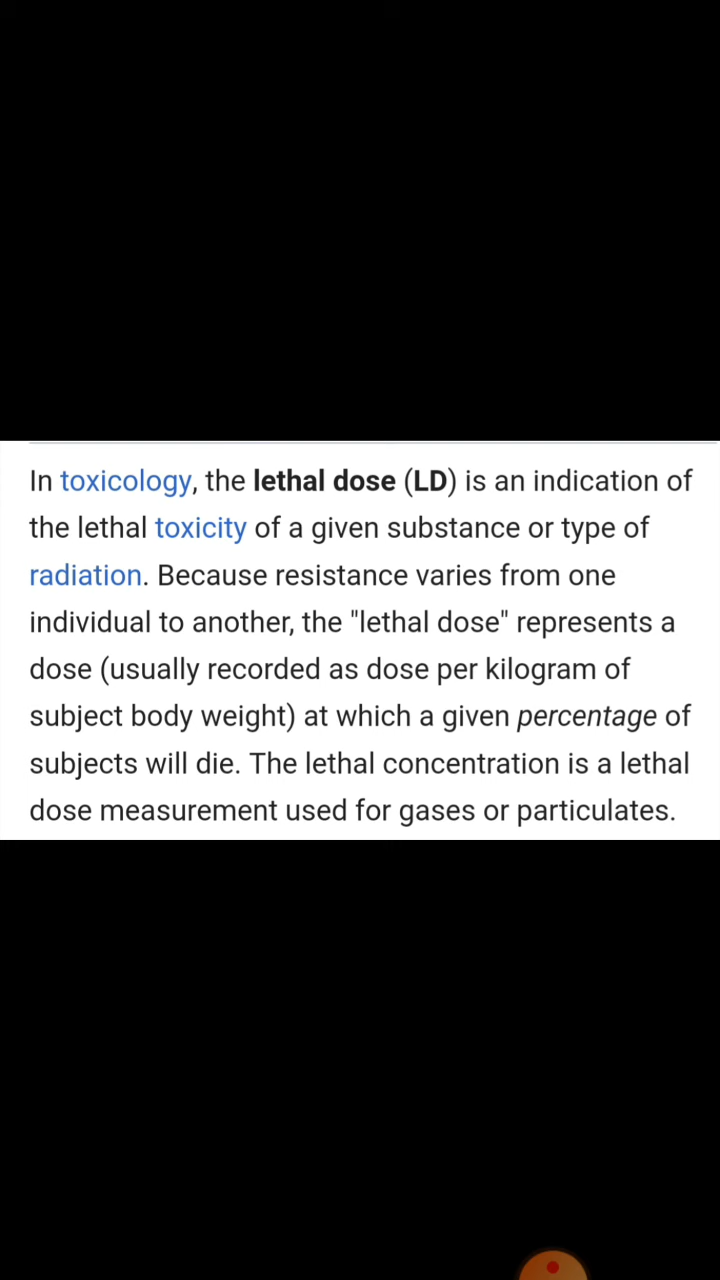 In toxicology, the lethal dose (LD) is an indication of
the lethal toxicity of a given substance or type of
radiation. Because resistance varies from one
individual to another, the "lethal dose" represents a
dose (usually recorded as dose per kilogram of
subject body weight) at which a given percentage of
subjects will die. The lethal concentration is a lethal
dose measurement used for gases or particulates.